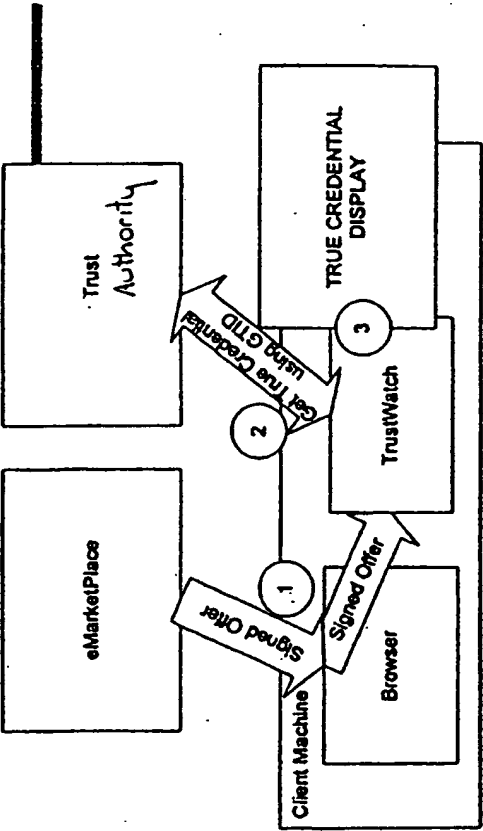 eMarketPlace
Trust
Authority
1
Signed Offer
2
Get True Credential
using GTID
Client Machine
Signed Offer
Browser
TrustWatch
3
TRUE CREDENTIAL
DISPLAY